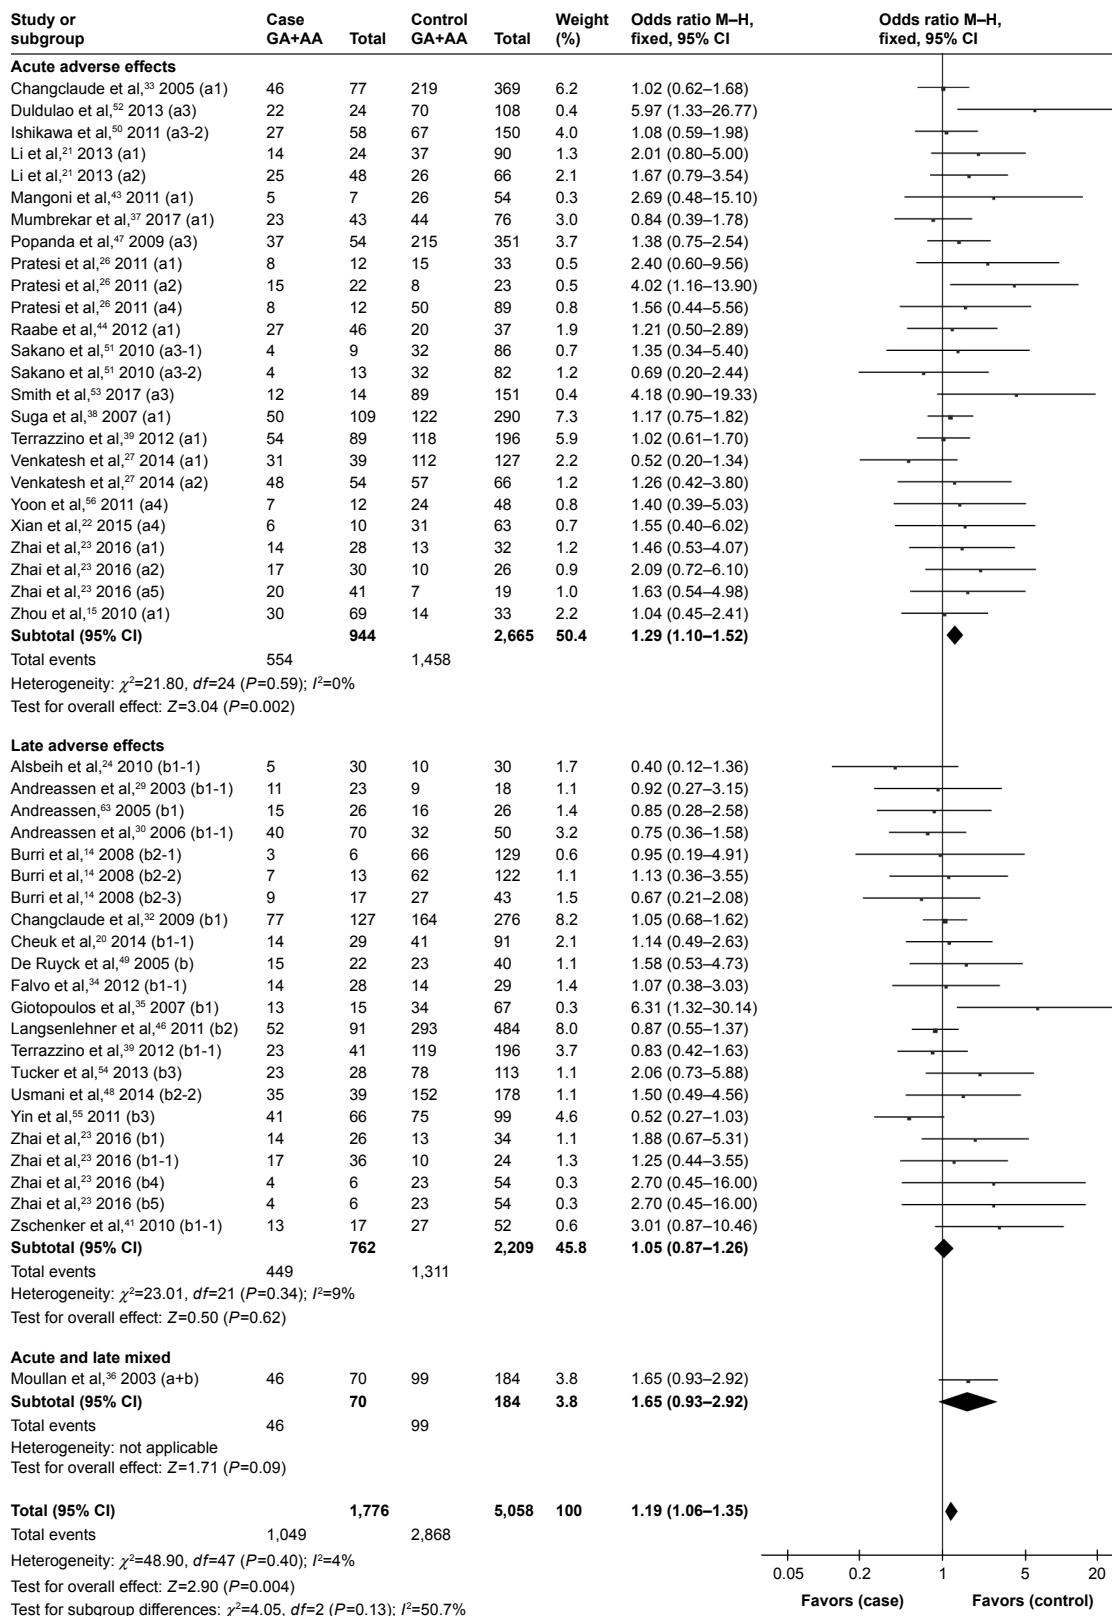 Study or subgroup Case GA+AA Total Control GA+AA Total Weight (%) Odds ratio M–H, fixed, 95% CI Odds ratio M–H, fixed, 95% CI
Acute adverse effects
Changclaude et al,33 2005 (a1) 46 77 219 369 6.2 1.02 (0.62–1.68)
Duldulao et al,52 2013 (a3) 22 24 70 108 0.4 5.97 (1.33–26.77)
Ishikawa et al,50 2011 (a3-2) 27 58 67 150 4.0 1.08 (0.59–1.98)
Li et al,21 2013 (a1) 14 24 37 90 1.3 2.01 (0.80–5.00)
Li et al,21 2013 (a2) 25 48 26 66 2.1 1.67 (0.79–3.54)
Mangoni et al,43 2011 (a1) 5 7 26 54 0.3 2.69 (0.48–15.10)
Mumbrekar et al,37 2017 (a1) 23 43 44 76 3.0 0.84 (0.39–1.78)
Popanda et al,47 2009 (a3) 37 54 215 351 3.7 1.38 (0.75–2.54)
Pratesi et al,26 2011 (a1) 8 12 15 33 0.5 2.40 (0.60–9.56)
Pratesi et al,26 2011 (a2) 15 22 8 23 0.5 4.02 (1.16–13.90)
Pratesi et al,26 2011 (a4) 8 12 50 89 0.8 1.56 (0.44–5.56)
Raabe et al,44 2012 (a1) 27 46 20 37 1.9 1.21 (0.50–2.89)
Sakano et al,51 2010 (a3-1) 4 9 32 86 0.7 1.35 (0.34–5.40)
Sakano et al,51 2010 (a3-2) 4 13 32 82 1.2 0.69 (0.20–2.44)
Smith et al,53 2017 (a3) 12 14 89 151 0.4 4.18 (0.90–19.33)
Suga et al,38 2007 (a1) 50 109 122 290 7.3 1.17 (0.75–1.82)
Terrazzino et al,39 2012 (a1) 54 89 118 196 5.9 1.02 (0.61–1.70)
Venkatesh et al,27 2014 (a1) 31 39 112 127 2.2 0.52 (0.20–1.34)
Venkatesh et al,27 2014 (a2) 48 54 57 66 1.2 1.26 (0.42–3.80)
Yoon et al,56 2011 (a4) 7 12 24 48 0.8 1.40 (0.39–5.03)
Xian et al,22 2015 (a4) 6 10 31 63 0.7 1.55 (0.40–6.02)
Zhai et al,23 2016 (a1) 14 28 13 32 1.2 1.46 (0.53–4.07)
Zhai et al,23 2016 (a2) 17 30 10 26 0.9 2.09 (0.72–6.10)
Zhai et al,23 2016 (a5) 20 41 7 19 1.0 1.63 (0.54–4.98)
Zhou et al,15 2010 (a1) 30 69 14 33 2.2 1.04 (0.45–2.41)
Subtotal (95% CI) 944 2,665 50.4 1.29 (1.10–1.52)
Total events 554 1,458
Heterogeneity: χ2=21.80, df=24 (P=0.59); I2=0%
Test for overall effect: Z=3.04 (P=0.002)
Late adverse effects
Alsbeih et al,24 2010 (b1-1) 5 30 10 30 1.7 0.40 (0.12–1.36)
Andreassen et al,29 2003 (b1-1) 11 23 9 18 1.1 0.92 (0.27–3.15)
Andreassen,63 2005 (b1) 15 26 16 26 1.4 0.85 (0.28–2.58)
Andreassen et al,30 2006 (b1-1) 40 70 32 50 3.2 0.75 (0.36–1.58)
Burri et al,14 2008 (b2-1) 3 6 66 129 0.6 0.95 (0.19–4.91)
Burri et al,14 2008 (b2-2) 7 13 62 122 1.1 1.13 (0.36–3.55)
Burri et al,14 2008 (b2-3) 9 17 27 43 1.5 0.67 (0.21–2.08)
Changclaude et al,32 2009 (b1) 77 127 164 276 8.2 1.05 (0.68–1.62)
Cheuk et al,20 2014 (b1-1) 14 29 41 91 2.1 1.14 (0.49–2.63)
De Ruyck et al,49 2005 (b) 15 22 23 40 1.1 1.58 (0.53–4.73)
Falvo et al,34 2012 (b1-1) 14 28 14 29 1.4 1.07 (0.38–3.03)
Giotopoulos et al,35 2007 (b1) 13 15 34 67 0.3 6.31 (1.32–30.14)
Langsenlehner et al,46 2011 (b2) 52 91 293 484 8.0 0.87 (0.55–1.37)
Terrazzino et al,39 2012 (b1-1) 23 41 119 196 3.7 0.83 (0.42–1.63)
Tucker et al,54 2013 (b3) 23 28 78 113 1.1 2.06 (0.73–5.88)
Usmani et al,48 2014 (b2-2) 35 39 152 178 1.1 1.50 (0.49–4.56)
Yin et al,55 2011 (b3) 41 66 75 99 4.6 0.52 (0.27–1.03)
Zhai et al,23 2016 (b1) 14 26 13 34 1.1 1.88 (0.67–5.31)
Zhai et al,23 2016 (b1-1) 17 36 10 24 1.3 1.25 (0.44–3.55)
Zhai et al,23 2016 (b4) 4 6 23 54 0.3 2.70 (0.45–16.00)
Zhai et al,23 2016 (b5) 4 6 23 54 0.3 2.70 (0.45–16.00)
Zschenker et al,41 2010 (b1-1) 13 17 27 52 0.6 3.01 (0.87–10.46)
Subtotal (95% CI) 762 2,209 45.8 1.05 (0.87–1.26)
Total events 449 1,311
Heterogeneity: χ2=23.01, df=21 (P=0.34); I2=9%
Test for overall effect: Z=0.50 (P=0.62)
Acute and late mixed
Moullan et al,36 2003 (a+b) 46 70 99 184 3.8 1.65 (0.93–2.92)
Subtotal (95% CI) 70 184 3.8 1.65 (0.93–2.92)
Total events 46 99
Heterogeneity: not applicable
Test for overall effect: Z=1.71 (P=0.09)
Total (95% CI) 1,776 5,058 100 1.19 (1.06–1.35)
Total events 1,049 2,868
Heterogeneity: χ2=48.90, df=47 (P=0.40); I2=4%
Test for overall effect: Z=2.90 (P=0.004)
Test for subgroup differences: χ2=4.05, df=2 (P=0.13); I2=50.7%
0.05 0.2 1 5 20
Favors (case) Favors (control)